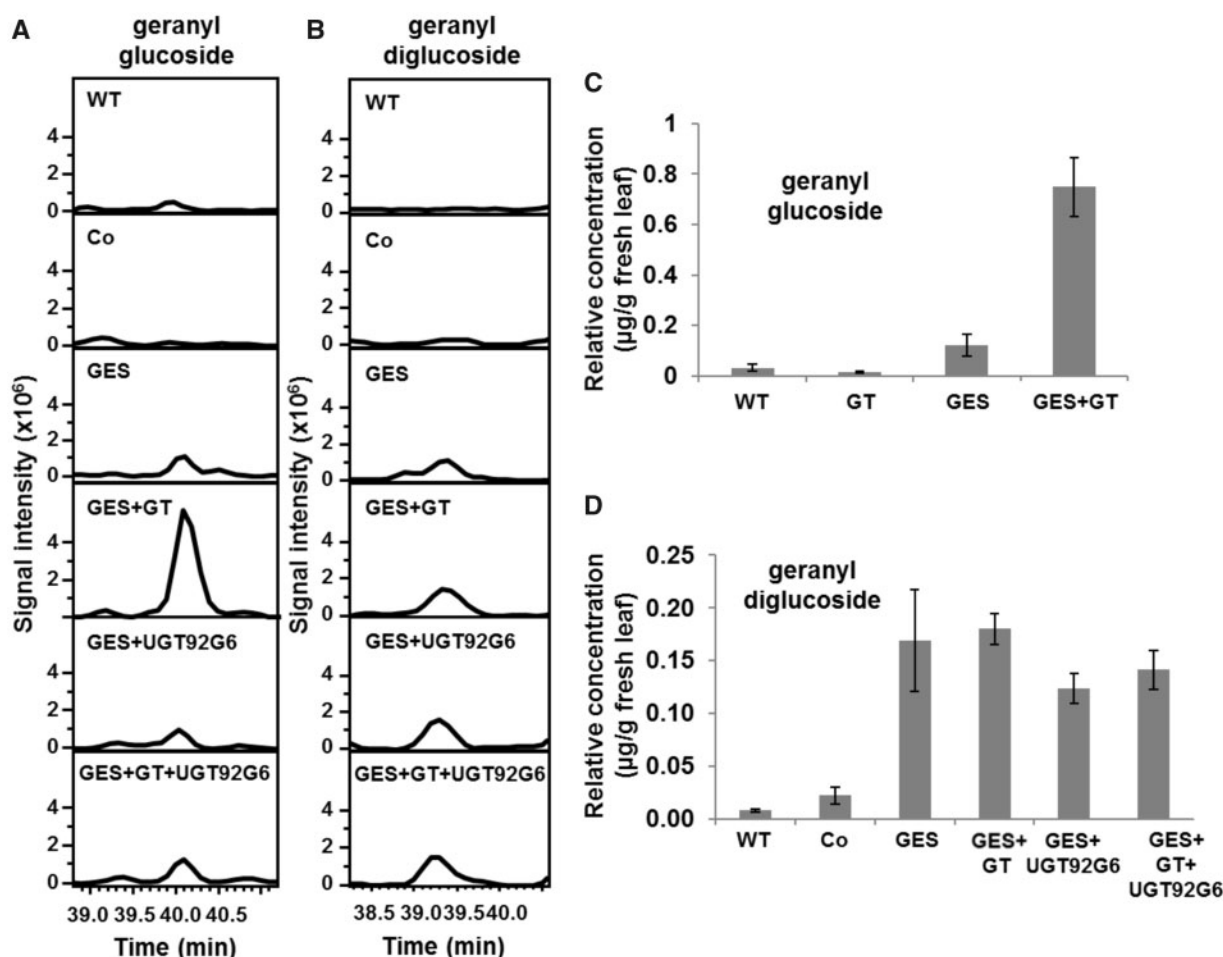 A
geranyl
glucoside
Signal intensity (x10⁶)
WT
4
2
0
Co
4
2
0
GES
4
2
0
GES+GT
4
2
GES+UGT92G6
4
2
0
GES+GT+UGT92G6
4
2
0
39.0 39.5 40.0 40.5
Time (min)
B
geranyl
diglucoside
Signal intensity (x10⁶)
WT
4
2
0
Co
4
2
0
GES
4
2
0
GES+GT
4
2
0
GES+UGT92G6
4
2
0
GES+GT+UGT92G6
4
2
0
38.5 39.0 39.5 40.0
Time (min)
C
Relative concentration
(µg/g fresh leaf)
geranyl
glucoside
1
0.8
0.6
0.4
0.2
0
WT GT GES GES+GT
D
Relative concentration
(µg/g fresh leaf)
geranyl
diglucoside
0.25
0.20
0.15
0.10
0.05
0.00
WT Co GES GES+ GES+ GES+
GT UGT92G6 GT+
UGT92G6